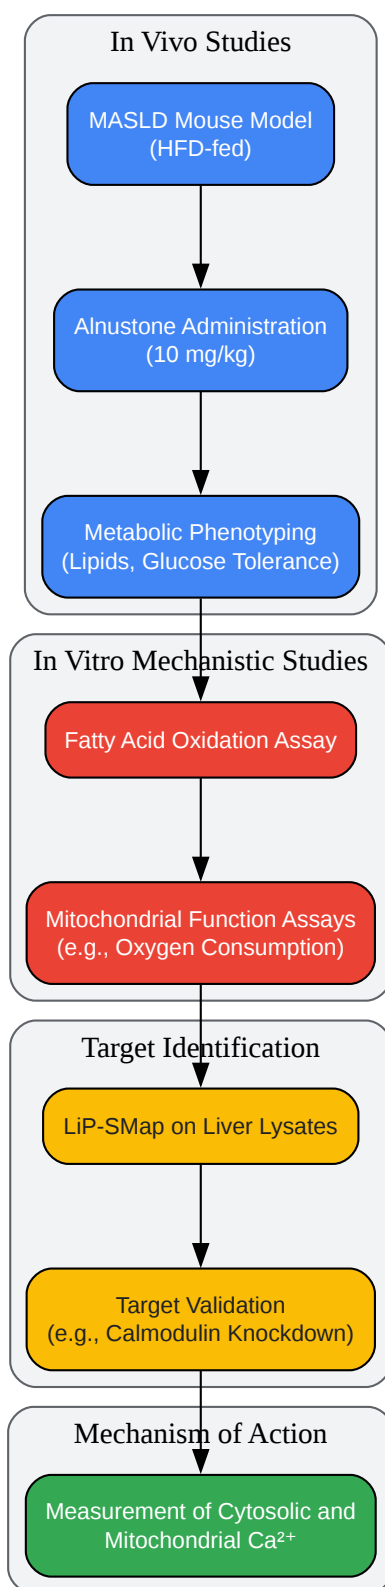 In Vivo Studies
MASLD Mouse Model
(HFD-fed)
Alnustone Administration
(10 mg/kg)
Metabolic Phenotyping
(Lipids, Glucose Tolerance)
In Vitro Mechanistic Studies
Fatty Acid Oxidation Assay
Mitochondrial Function Assays
(e.g., Oxygen Consumption)
Target Identification
LiP-SMap on Liver Lysates
Target Validation
(e.g., Calmodulin Knockdown)
Mechanism of Action
Measurement of Cytosolic and
Mitochondrial Ca²⁺